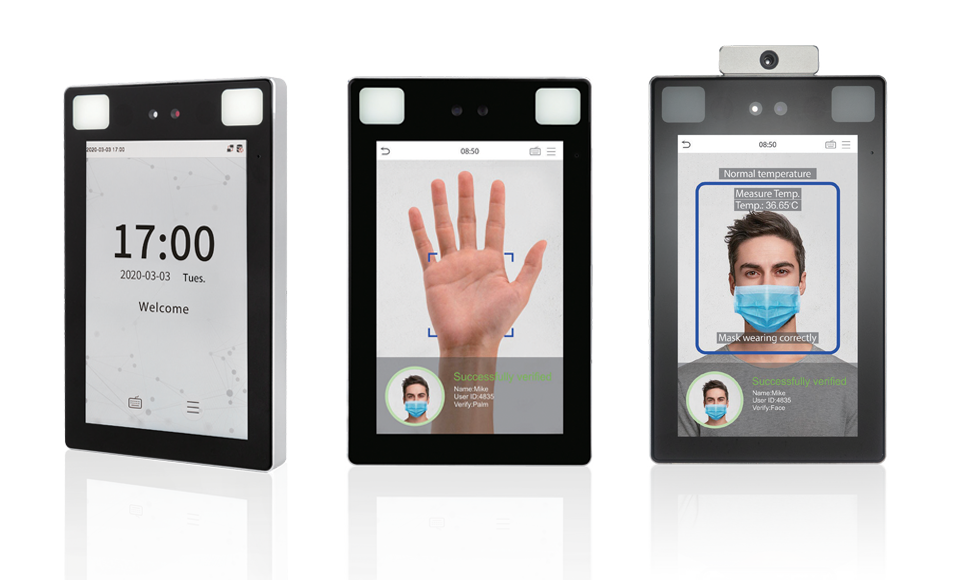 2020-03-03 17:00
17:00
2020-03-03 Tues.
Welcome
08:50
Successfully verified
Name:Mike
User ID:4835
Verify:Palm
08:50
Normal temperature
Measure Temp.
Temp.: 36.65 C
Mask wearing correctly
Successfully verified
Name:Mike
User ID:4835
Verify:Face